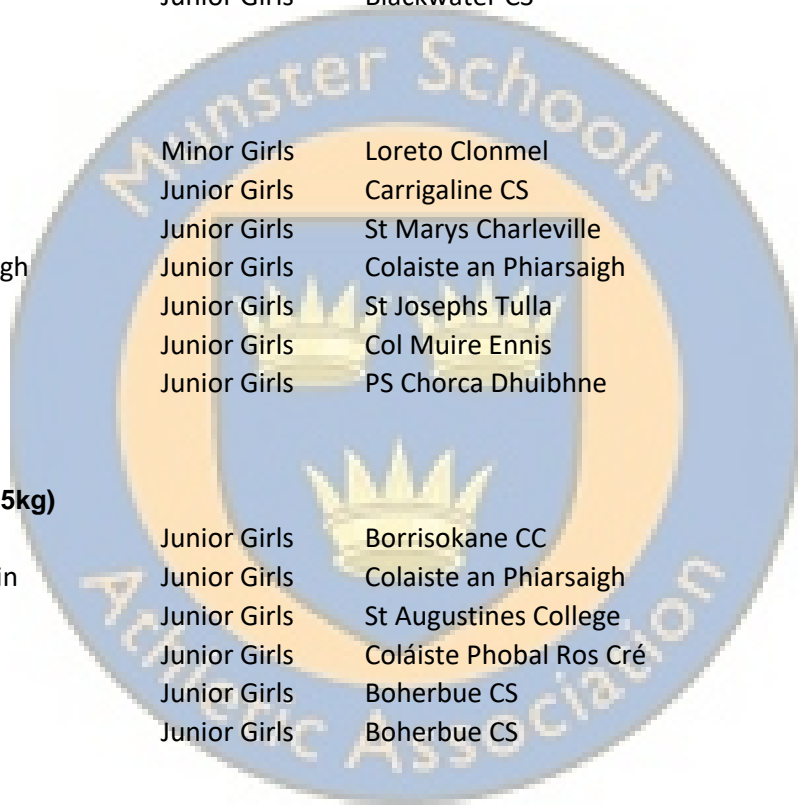 Junior Girls Blackwater CS
Munster Schools
Minor Girls Loreto Clonmel
Junior Girls Carrigaline CS
Junior Girls St Marys Charleville
gh Junior Girls Colaiste an Phiarsaigh
Junior Girls St Josephs Tulla
Junior Girls Col Muire Ennis
Junior Girls PS Chorca Dhuibhne
5kg)
Junior Girls Borrisokane CC
in Junior Girls Colaiste an Phiarsaigh
Junior Girls St Augustines College
Junior Girls Coláiste Phobal Ros Cré
Junior Girls Boherbue CS
Junior Girls Boherbue CS
Athletic Association